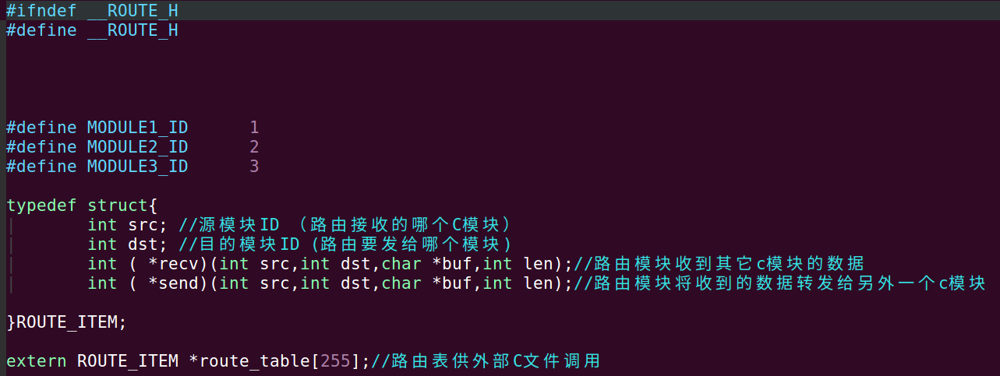 #ifndef __ROUTE_H
#define __ROUTE_H
#define MODULE1_ID      1
#define MODULE2_ID      2
#define MODULE3_ID      3
typedef struct{
        int src; //源模块ID （路由接收的哪个C模块）
        int dst; //目的模块ID (路由要发给哪个模块)
        int ( *recv)(int src,int dst,char *buf,int len);//路由模块收到其它c模块的数据
        int ( *send)(int src,int dst,char *buf,int len);//路由模块将收到的数据转发给另外一个c模块
}ROUTE_ITEM;
extern ROUTE_ITEM *route_table[255];//路由表供外部C文件调用